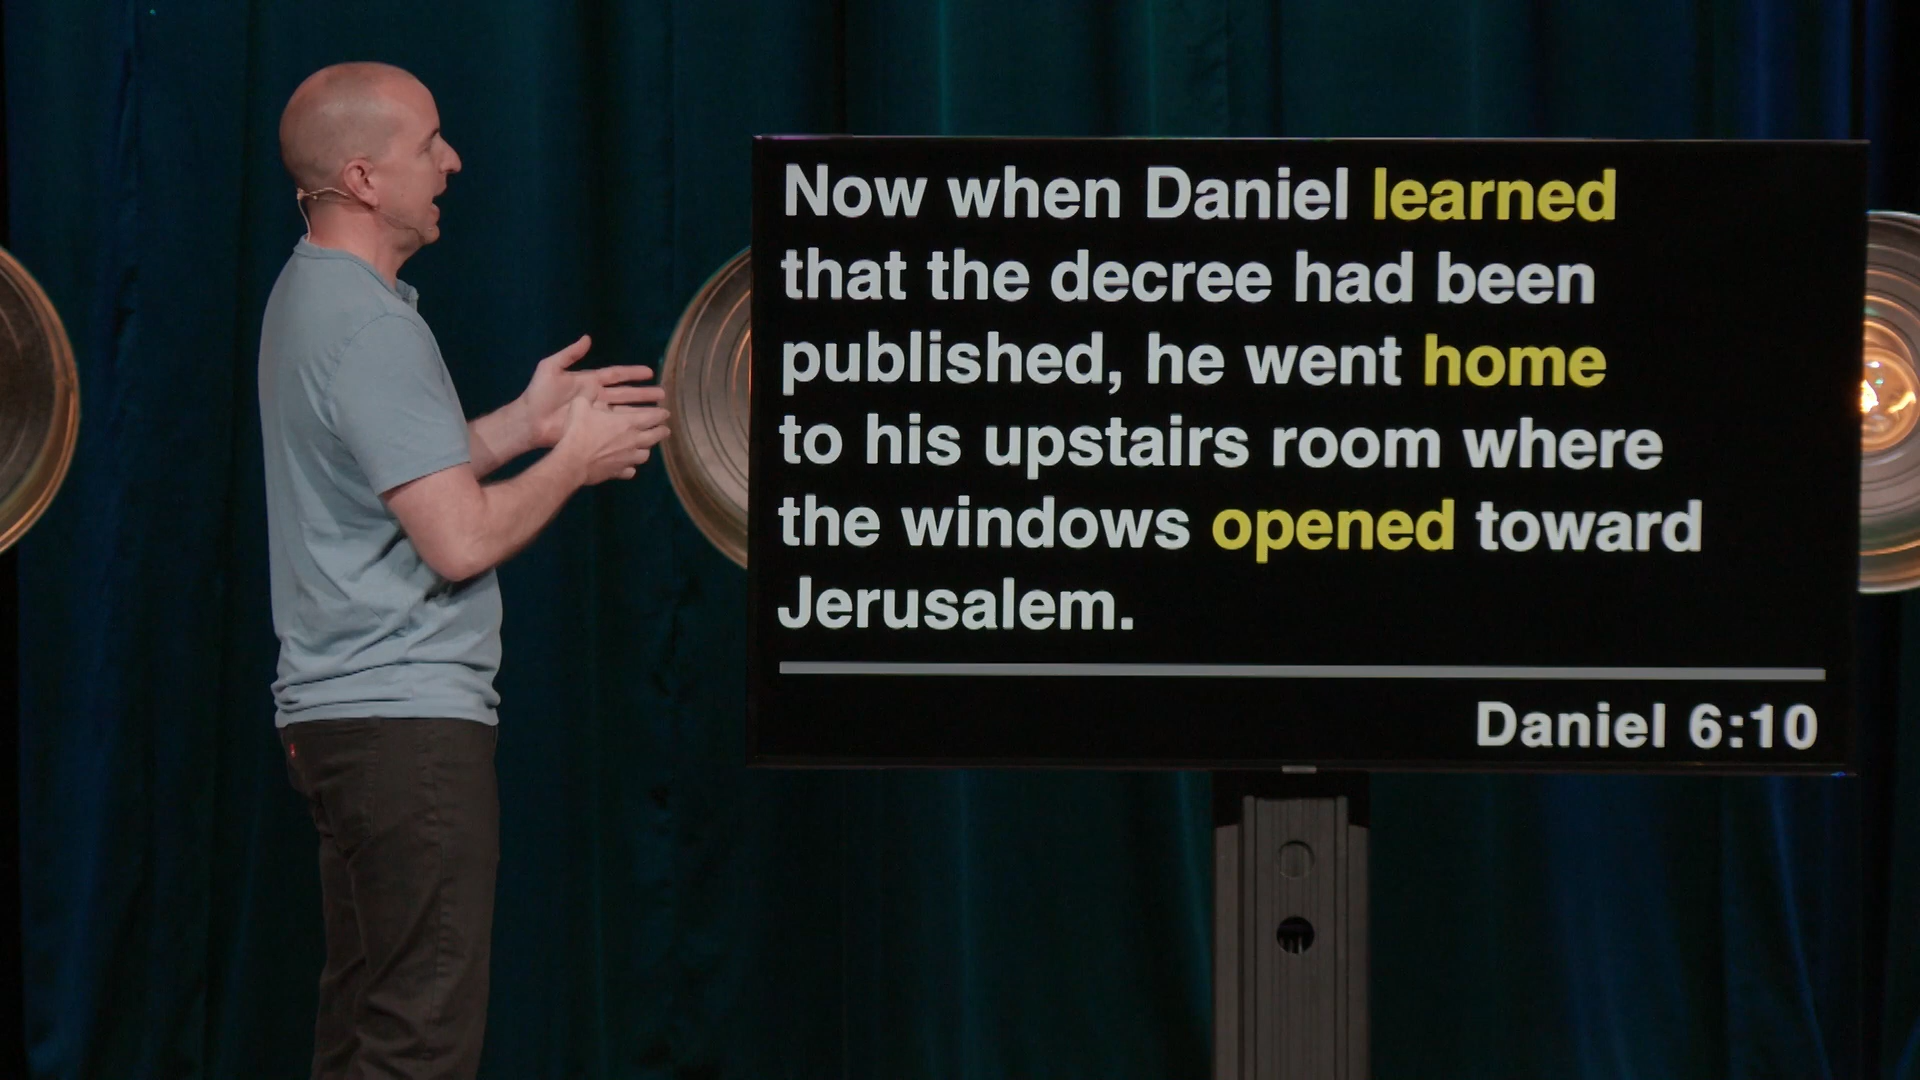 Now when Daniel learned
that the decree had been
published, he went home
to his upstairs room where
the windows opened toward
Jerusalem.
Daniel 6:10